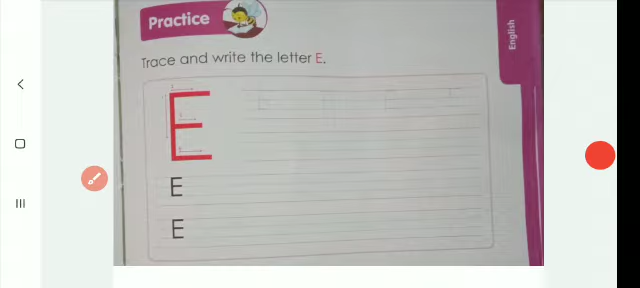 Practice
English
Trace and write the letter E.
E
E
E